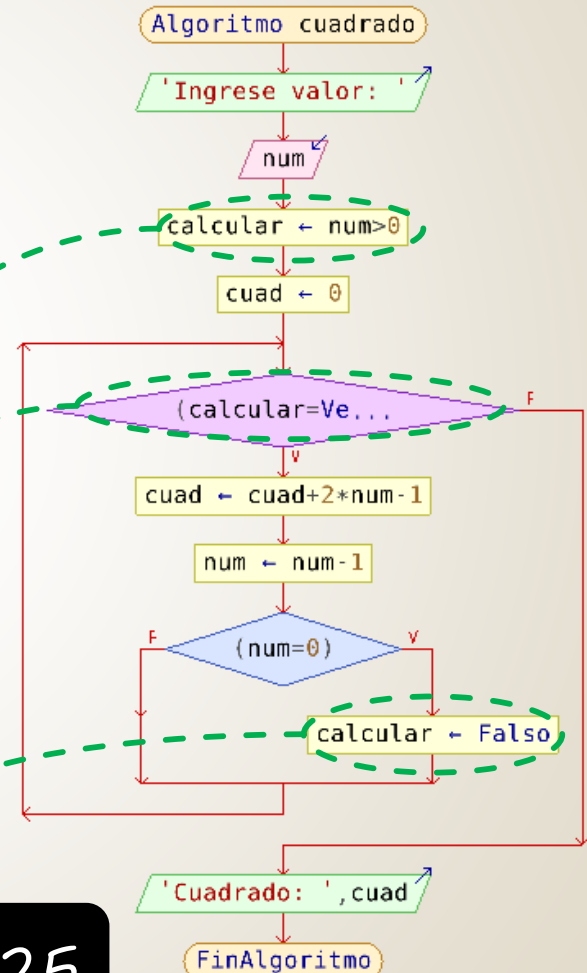 Algoritmo cuadrado
'Ingrese valor: '
num
calcular ← num>0
cuad ← 0
(calcular=Ve...
F
V
cuad ← cuad+2*num-1
num ← num-1
F
(num=0)
V
calcular ← Falso
'Cuadrado: ',cuad
25
FinAlgoritmo